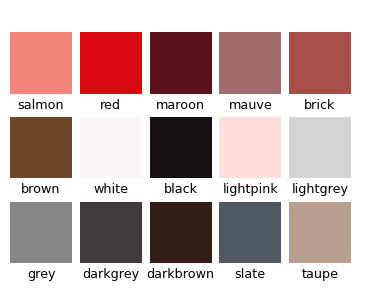 salmon red maroon mauve brick
brown white black lightpink lightgrey
grey darkgrey darkbrown slate taupe